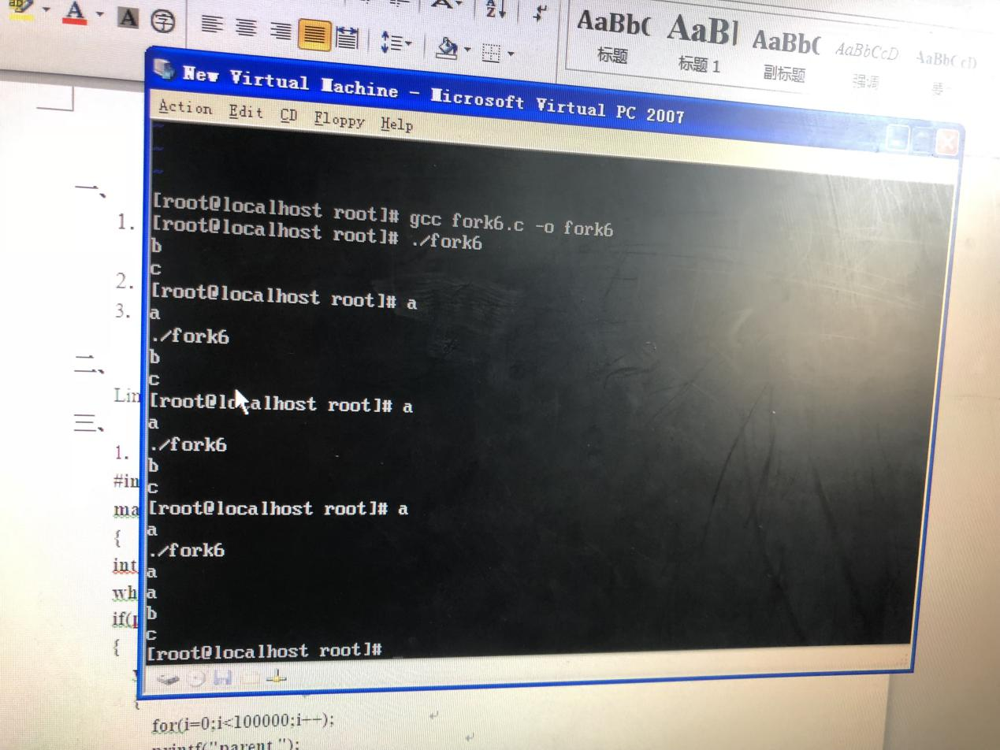 AaBbC AaBl AaBbC AaBbCcD AaBbCcD
标题 标题 1 副标题 强调
New Virtual Machine - Microsoft Virtual PC 2007
Action Edit CD Floppy Help
~
~
~
[root@localhost root]# gcc fork6.c -o fork6
[root@localhost root]# ./fork6
b
c
[root@localhost root]# a
a
./fork6
b
c
[root@localhost root]# a
a
./fork6
b
c
[root@localhost root]# a
a
./fork6
a
a
b
c
[root@localhost root]#
一、
1.
2.
3.
二、
Lin
三、
1.
#in
ma
{
int
wh
if(p
{
for(i=0;i<100000;i++);
printf("parent ");